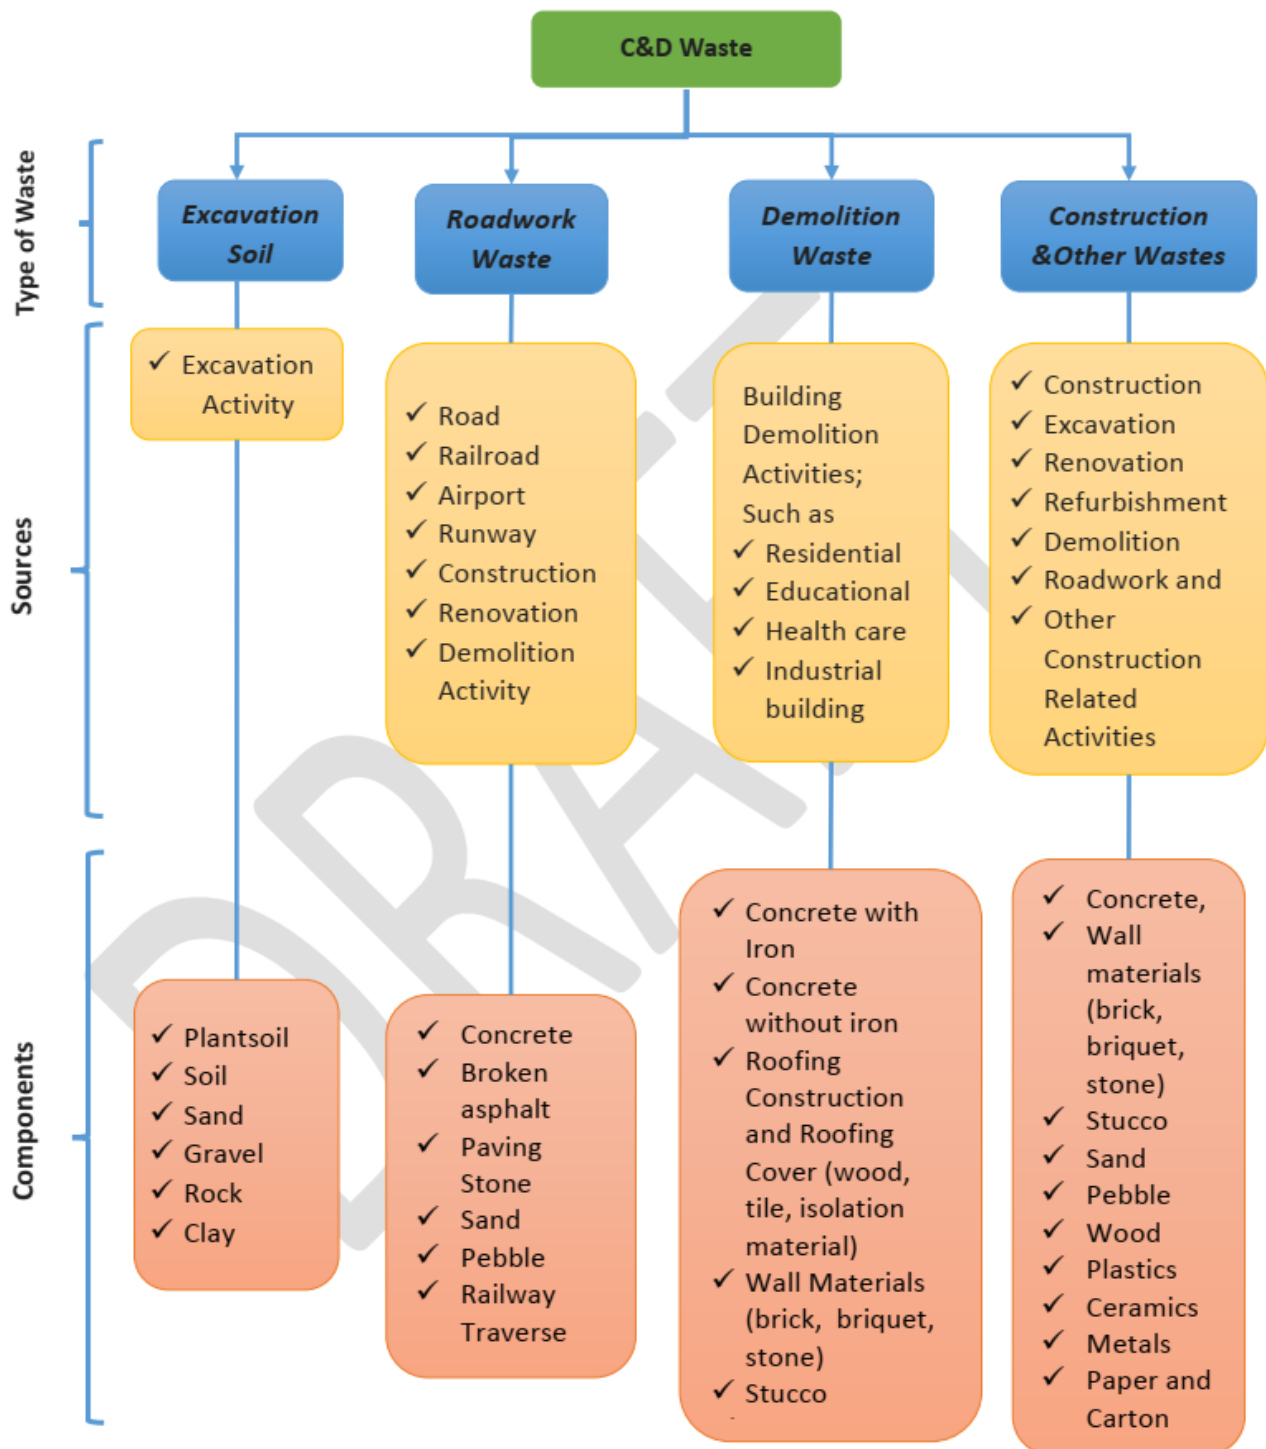 C&D Waste
Type of Waste
Excavation
Soil
Roadwork
Waste
Demolition
Waste
Construction
&Other Wastes
Sources
✓ Excavation
Activity
✓ Road
✓ Railroad
✓ Airport
✓ Runway
✓ Construction
✓ Renovation
✓ Demolition
Activity
Building
Demolition
Activities;
Such as
✓ Residential
✓ Educational
✓ Health care
✓ Industrial
building
✓ Construction
✓ Excavation
✓ Renovation
✓ Refurbishment
✓ Demolition
✓ Roadwork and
✓ Other
Construction
Related
Activities
Components
✓ Plantsoil
✓ Soil
✓ Sand
✓ Gravel
✓ Rock
✓ Clay
✓ Concrete
✓ Broken
asphalt
✓ Paving
Stone
✓ Sand
✓ Pebble
✓ Railway
Traverse
✓ Concrete with
Iron
✓ Concrete
without iron
✓ Roofing
Construction
and Roofing
Cover (wood,
tile, isolation
material)
✓ Wall Materials
(brick, briquet,
stone)
✓ Stucco
✓ Concrete,
✓ Wall
materials
(brick,
briquet,
stone)
✓ Stucco
✓ Sand
✓ Pebble
✓ Wood
✓ Plastics
✓ Ceramics
✓ Metals
✓ Paper and
Carton
DRAFT